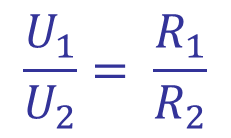 U₁/U₂ = R₁/R₂